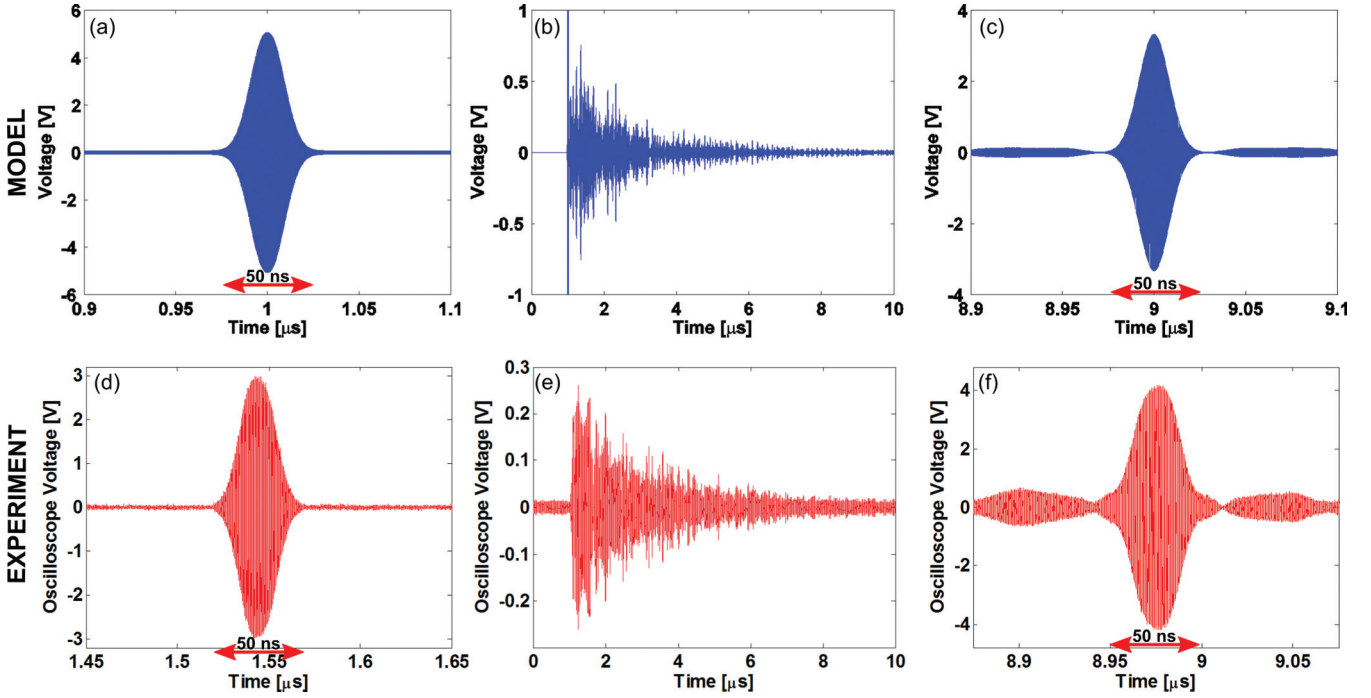 MODEL
(a)
Voltage [V]
6
4
2
0
-2
-4
-6
50 ns
0.9 0.95 1 1.05 1.1
Time [μs]
(b)
Voltage [V]
1
0.5
0
-0.5
-1
0 2 4 6 8 10
Time [μs]
(c)
Voltage [V]
4
2
0
-2
-4
50 ns
8.9 8.95 9 9.05 9.1
Time [μs]
EXPERIMENT
(d)
Oscilloscope Voltage [V]
3
2
1
0
-1
-2
-3
50 ns
1.45 1.5 1.55 1.6 1.65
Time [μs]
(e)
Oscilloscope Voltage [V]
0.3
0.2
0.1
0
-0.1
-0.2
0 2 4 6 8 10
Time [μs]
(f)
Oscilloscope Voltage [V]
4
2
0
-2
-4
50 ns
8.9 8.95 9 9.05
Time [μs]